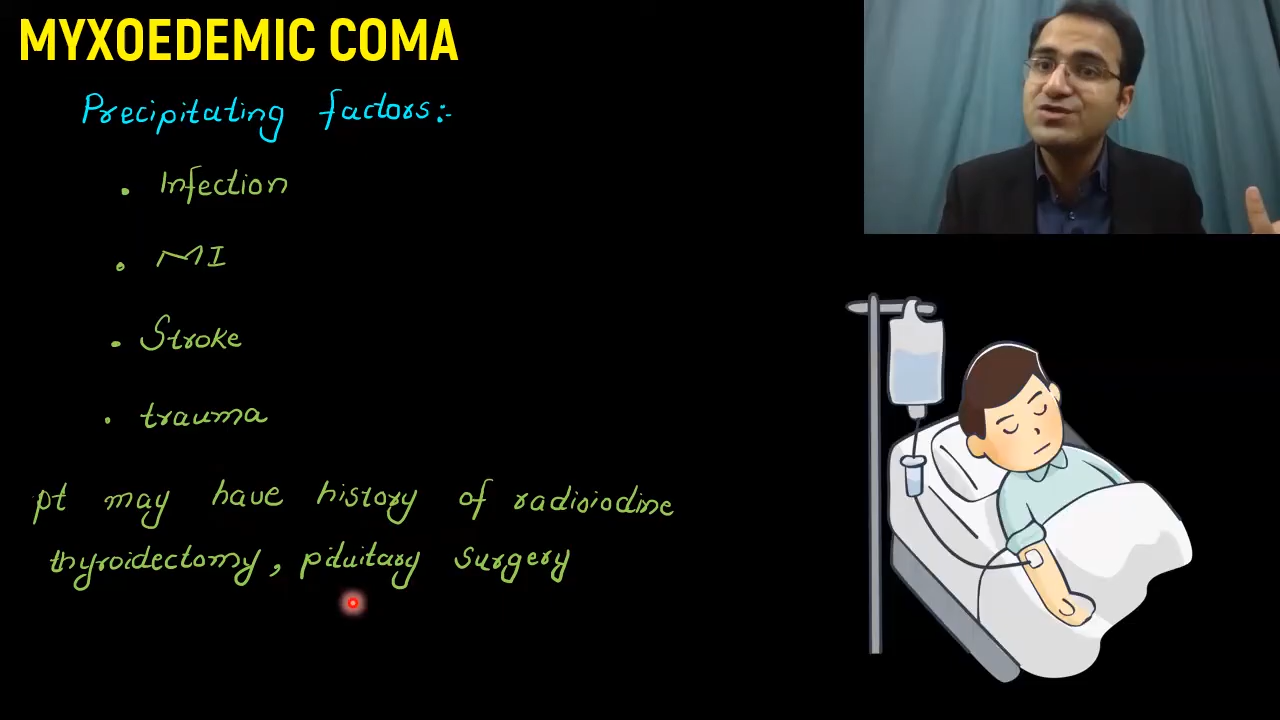 MYXOEDEMIC COMA
Precipitating factors:-
• Infection
• MI
• Stroke
• trauma
pt may have history of radioiodine
thyroidectomy, pituitary surgery